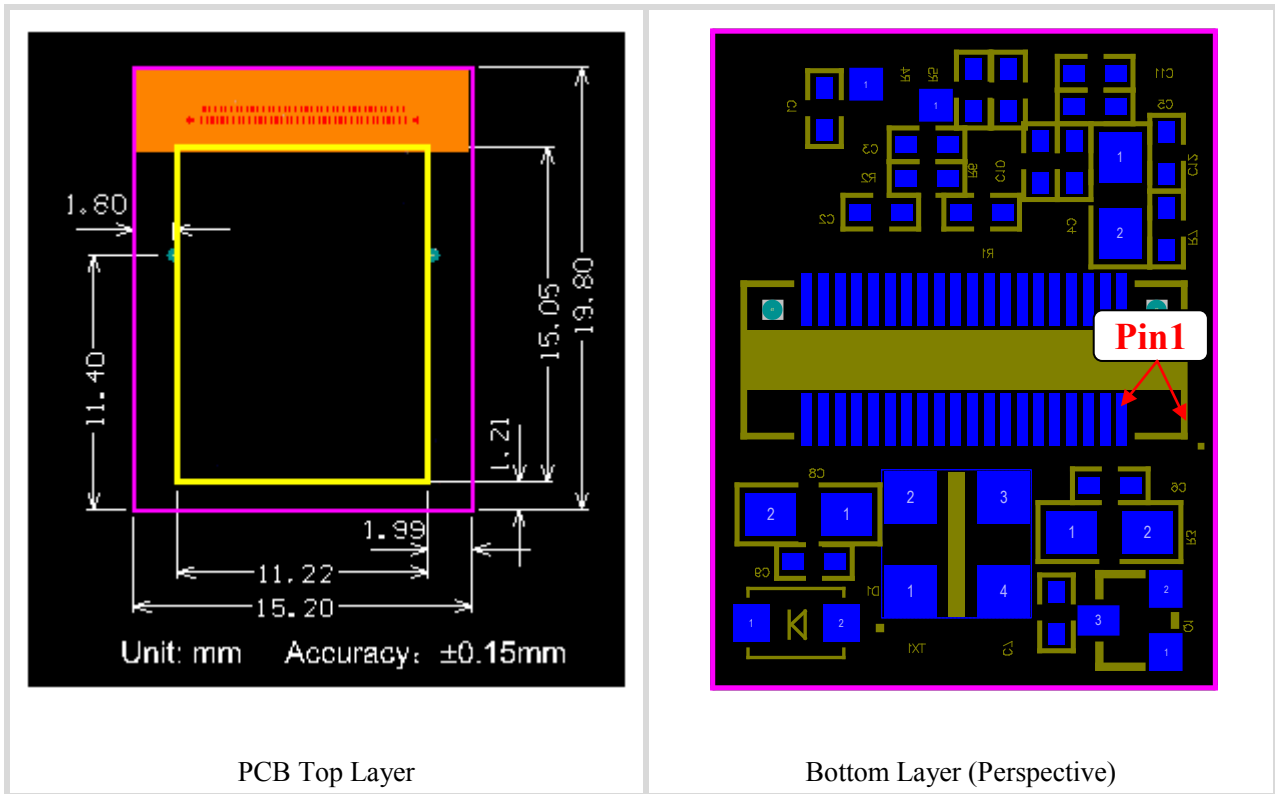 1.60
11.40
15.05
19.80
1.21
1.99
11.22
15.20
Unit: mm Accuracy: ±0.15mm
PCB Top Layer
R4 R5 C11
1
C1 1 C5
C3 1
R2 R6 C10 C12
C2 C4 2 R7
R1
Pin1
C8 C6
2 1 2 3
1 2 R3
C9 D1 1 4 2
1 2 3 Q1
TX1 C7 1
Bottom Layer (Perspective)